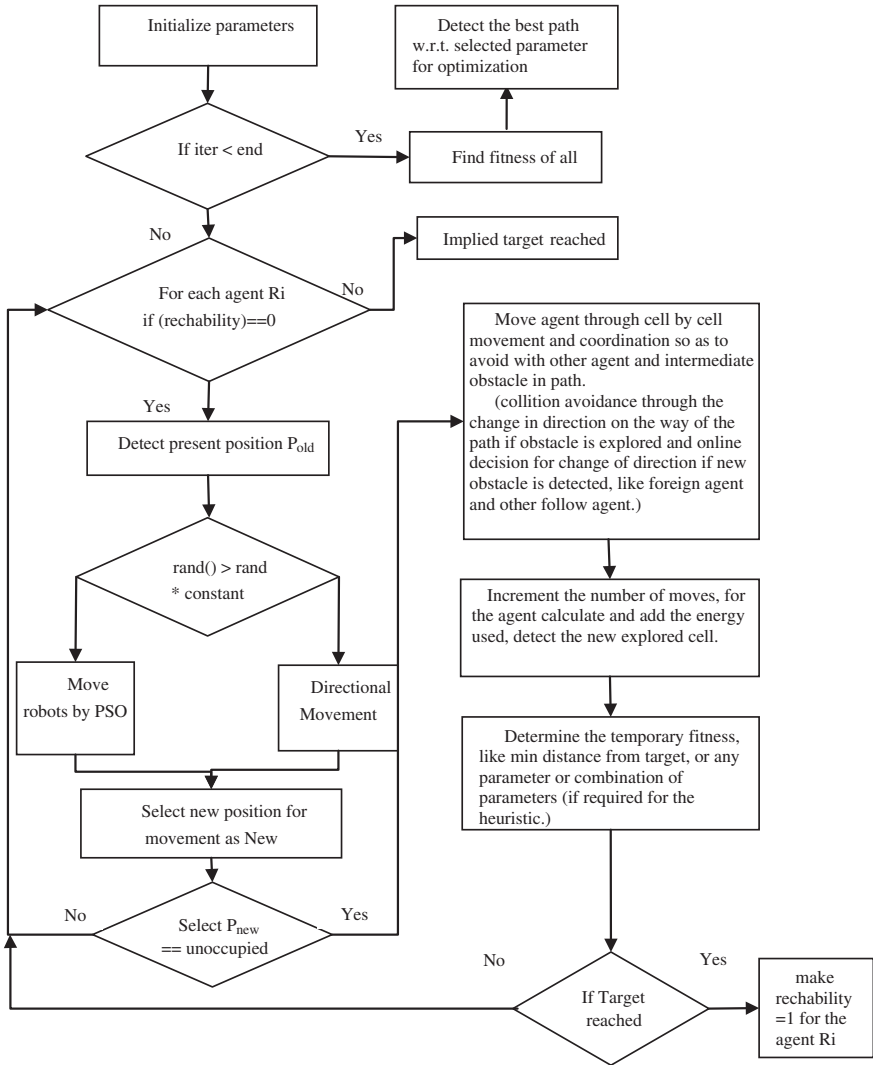 Initialize parameters
Detect the best path
w.r.t. selected parameter
for optimization
If iter < end
Yes
Find fitness of all
No
Implied target reached
For each agent Ri
if (rechability)==0
No
Yes
Detect present position Pold
rand() > rand
* constant
Move
robots by PSO
Directional
Movement
Select new position for
movement as New
No
Select Pnew
== unoccupied
Yes
Move agent through cell by cell
movement and coordination so as to
avoid with other agent and intermediate
obstacle in path.
(collition avoidance through the
change in direction on the way of the
path if obstacle is explored and online
decision for change of direction if new
obstacle is detected, like foreign agent
and other follow agent.)
Increment the number of moves, for
the agent calculate and add the energy
used, detect the new explored cell.
Determine the temporary fitness,
like min distance from target, or any
parameter or combination of
parameters (if required for the
heuristic.)
No
If Target
reached
Yes
make
rechability
=1 for the
agent Ri